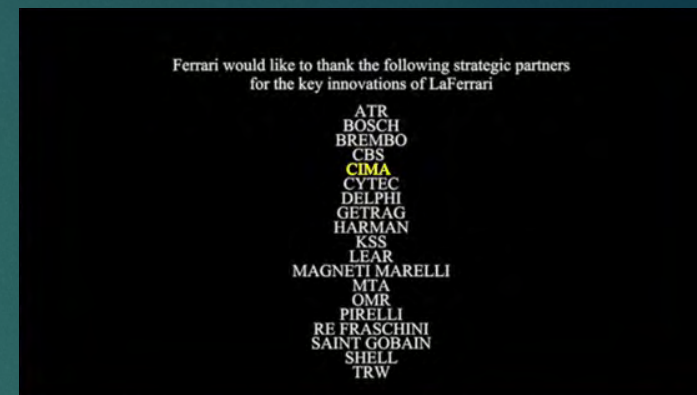 Ferrari would like to thank the following strategic partners
for the key innovations of LaFerrari
ATR
BOSCH
BREMBO
CBS
CIMA
CYTEC
DELPHI
GETRAG
HARMAN
KSS
LEAR
MAGNETI MARELLI
MTA
OMR
PIRELLI
RE FRASCHINI
SAINT GOBAIN
SHELL
TRW